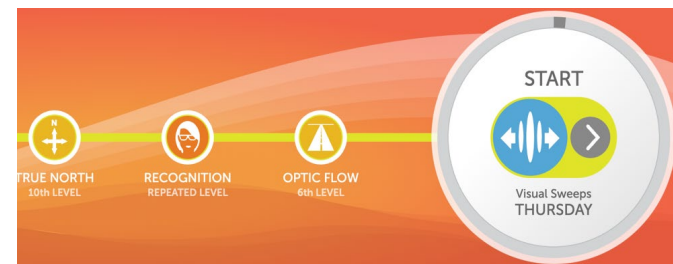 N
TRUE NORTH
10th LEVEL
RECOGNITION
REPEATED LEVEL
OPTIC FLOW
6th LEVEL
START
Visual Sweeps
THURSDAY